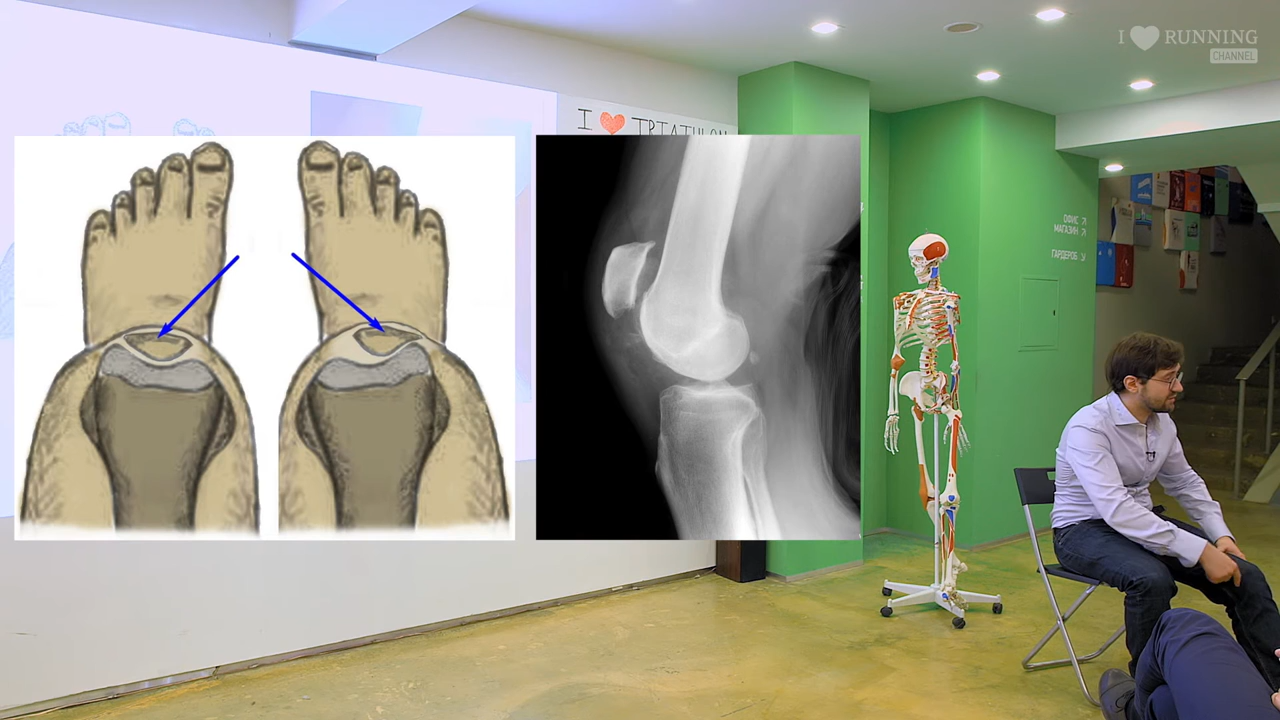 I ❤ RUNNING
CHANNEL
I ❤ TRIATHLON
ОФИС ↗
МАГАЗИН ↗
ГАРДЕРОБ ↘